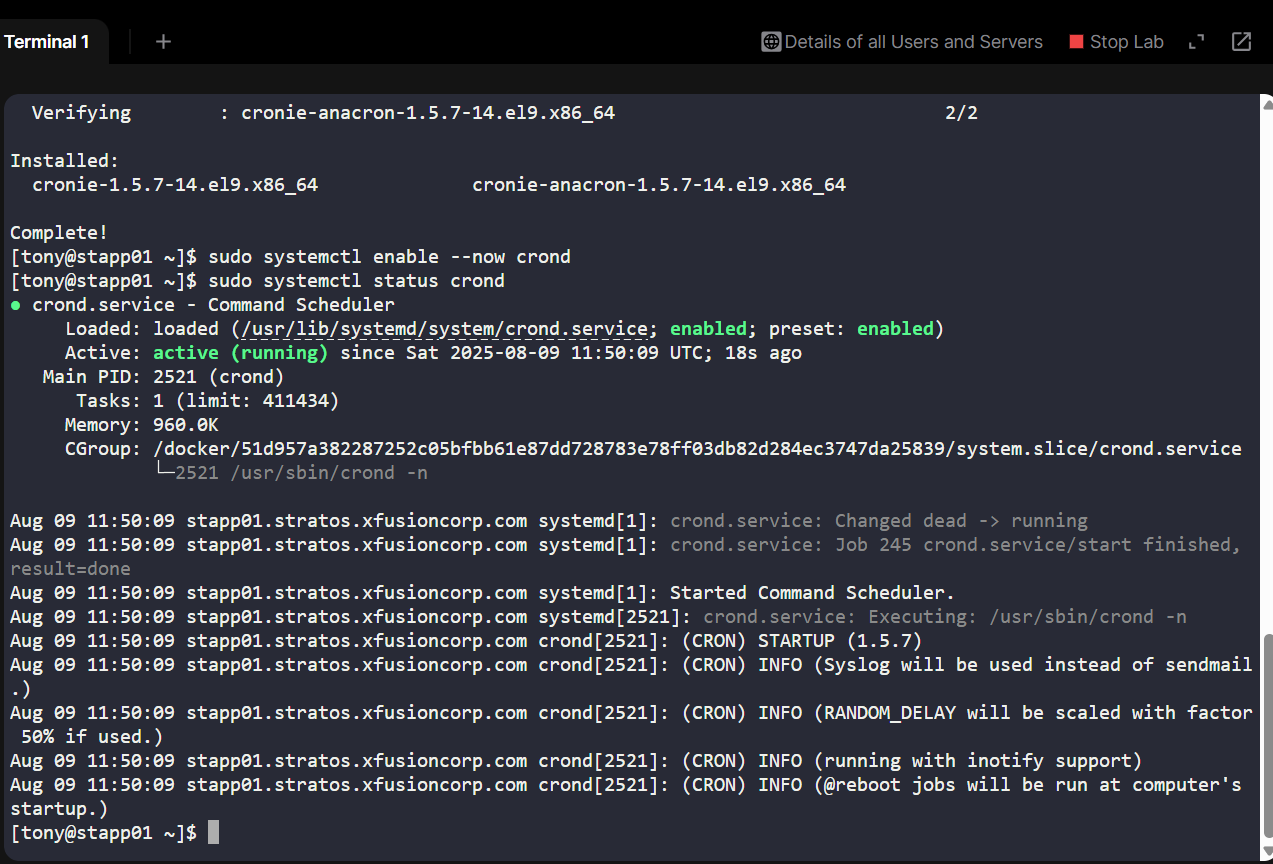 Terminal 1
+
Details of all Users and Servers
Stop Lab
Verifying : cronie-anacron-1.5.7-14.el9.x86_64 2/2
Installed:
cronie-1.5.7-14.el9.x86_64 cronie-anacron-1.5.7-14.el9.x86_64
Complete!
[tony@stapp01 ~]$ sudo systemctl enable --now crond
[tony@stapp01 ~]$ sudo systemctl status crond
● crond.service - Command Scheduler
Loaded: loaded (/usr/lib/systemd/system/crond.service; enabled; preset: enabled)
Active: active (running) since Sat 2025-08-09 11:50:09 UTC; 18s ago
Main PID: 2521 (crond)
Tasks: 1 (limit: 411434)
Memory: 960.0K
CGroup: /docker/51d957a382287252c05bfbb61e87dd728783e78ff03db82d284ec3747da25839/system.slice/crond.service
└─2521 /usr/sbin/crond -n
Aug 09 11:50:09 stapp01.stratos.xfusioncorp.com systemd[1]: crond.service: Changed dead -> running
Aug 09 11:50:09 stapp01.stratos.xfusioncorp.com systemd[1]: crond.service: Job 245 crond.service/start finished,
result=done
Aug 09 11:50:09 stapp01.stratos.xfusioncorp.com systemd[1]: Started Command Scheduler.
Aug 09 11:50:09 stapp01.stratos.xfusioncorp.com systemd[2521]: crond.service: Executing: /usr/sbin/crond -n
Aug 09 11:50:09 stapp01.stratos.xfusioncorp.com crond[2521]: (CRON) STARTUP (1.5.7)
Aug 09 11:50:09 stapp01.stratos.xfusioncorp.com crond[2521]: (CRON) INFO (Syslog will be used instead of sendmail
.)
Aug 09 11:50:09 stapp01.stratos.xfusioncorp.com crond[2521]: (CRON) INFO (RANDOM_DELAY will be scaled with factor
50% if used.)
Aug 09 11:50:09 stapp01.stratos.xfusioncorp.com crond[2521]: (CRON) INFO (running with inotify support)
Aug 09 11:50:09 stapp01.stratos.xfusioncorp.com crond[2521]: (CRON) INFO (@reboot jobs will be run at computer's
startup.)
[tony@stapp01 ~]$